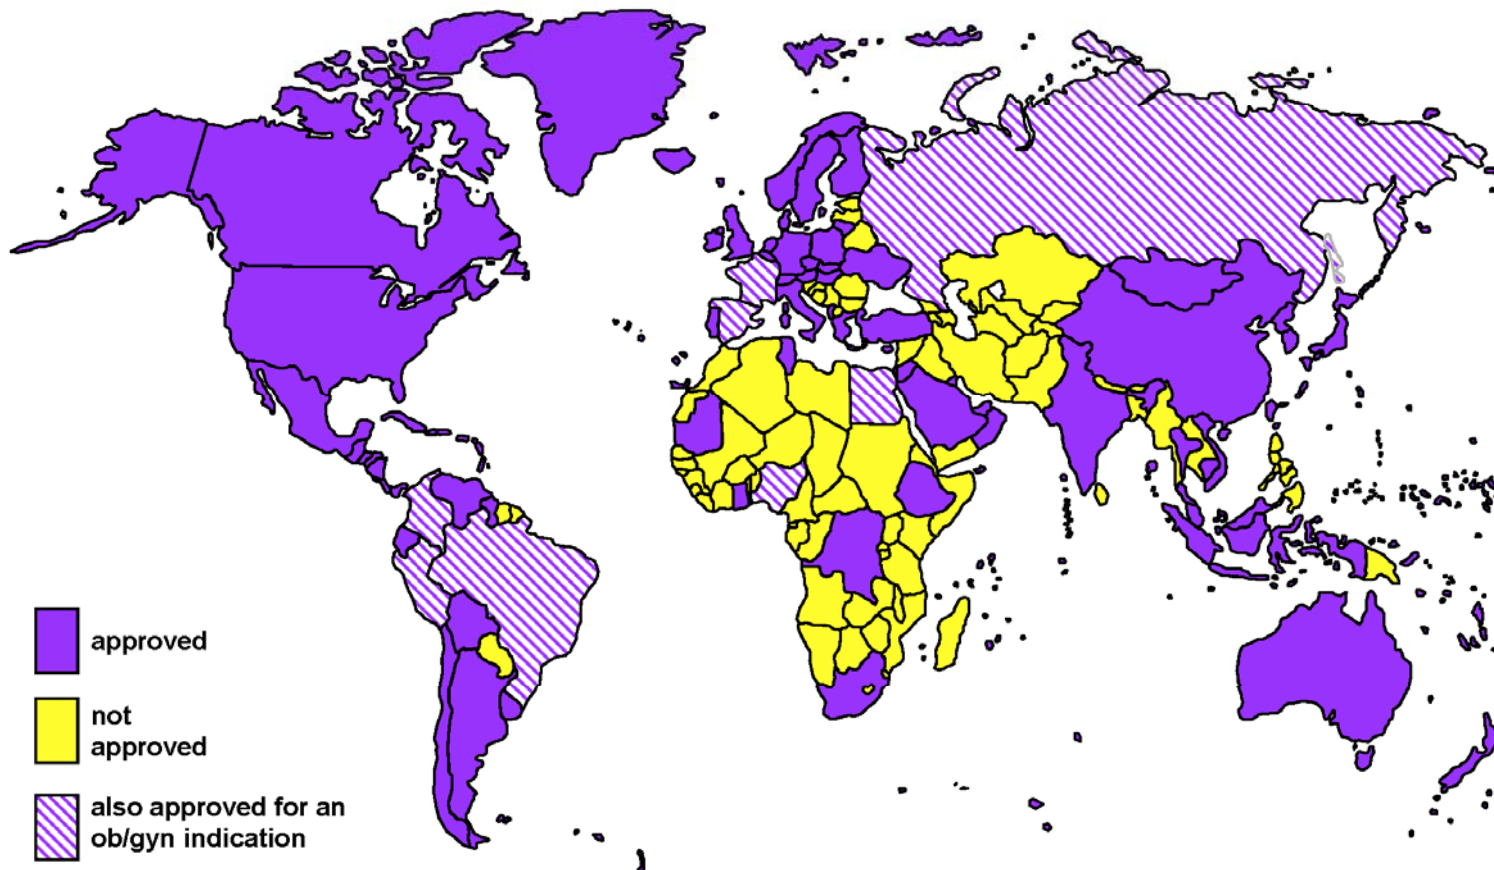 approved
not
approved
also approved for an
ob/gyn indication